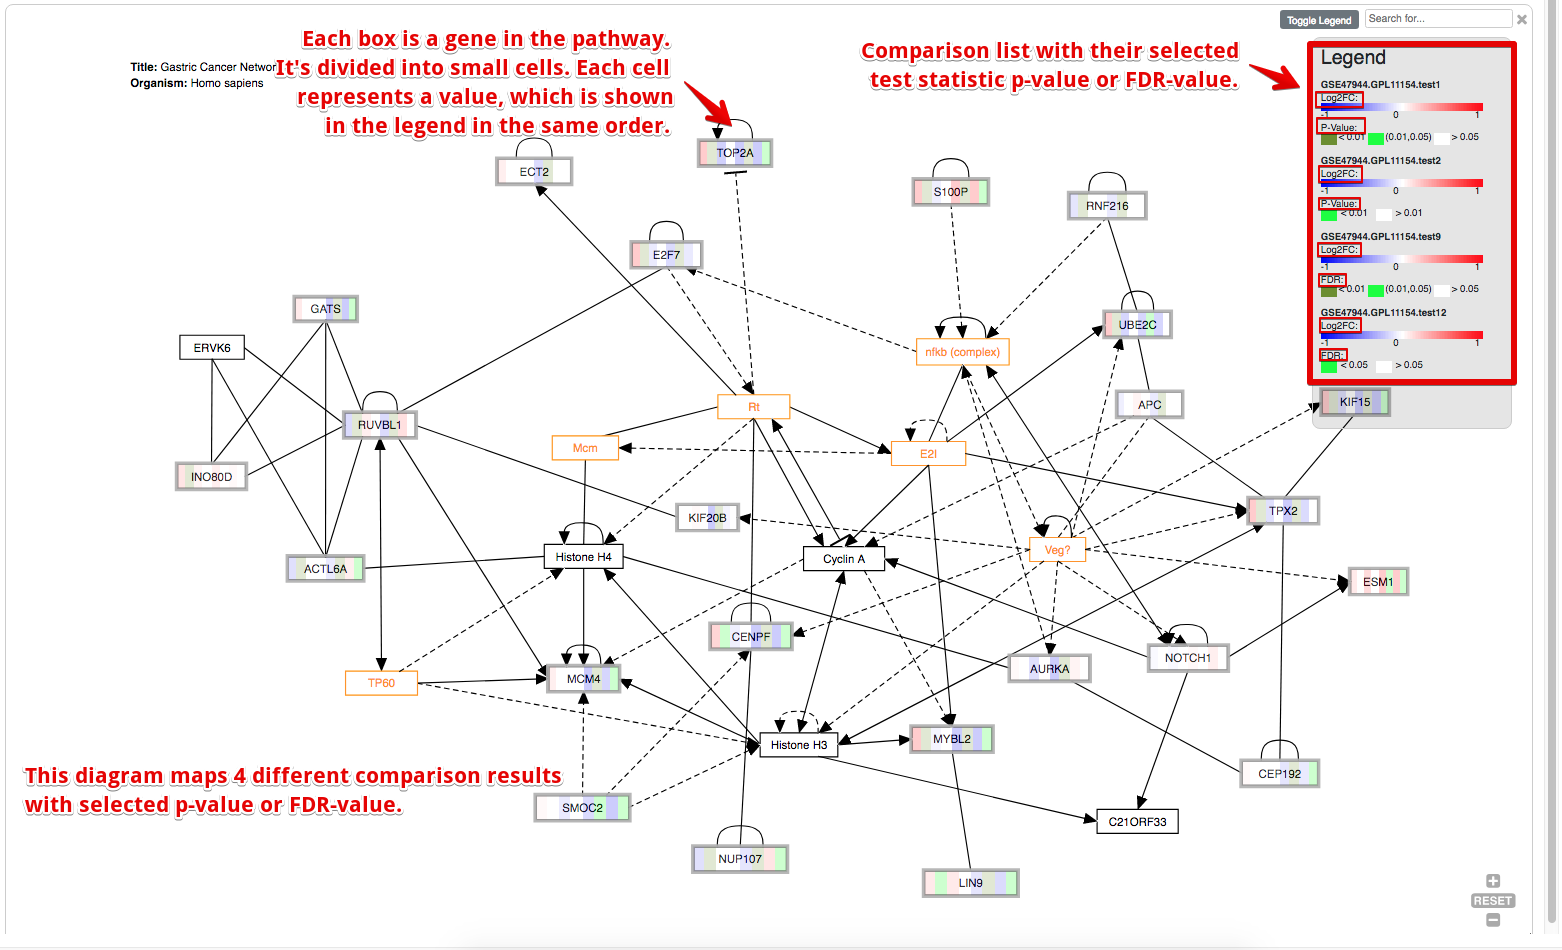 Toggle Legend
Search for...
Each box is a gene in the pathway.
It's divided into small cells. Each cell
represents a value, which is shown
in the legend in the same order.
Comparison list with their selected
test statistic p-value or FDR-value.
Title: Gastric Cancer Networ
Organism: Homo sapiens
Legend
GSE47944.GPL11154.test1
Log2FC:
-1 0 1
P-Value:
< 0.01 (0.01,0.05) > 0.05
GSE47944.GPL11154.test2
Log2FC:
-1 0 1
P-Value:
< 0.01 > 0.01
GSE47944.GPL11154.test9
Log2FC:
-1 0 1
FDR:
< 0.01 (0.01,0.05) > 0.05
GSE47944.GPL11154.test12
Log2FC:
-1 0 1
FDR:
< 0.05 > 0.05
TOP2A
ECT2
S100P
RNF216
E2F7
GATS
UBE2C
ERVK6
nfkb (complex)
KIF15
APC
Rt
RUVBL1
Mcm
E2I
INO80D
TPX2
KIF20B
Veg?
Histone H4
Cyclin A
ACTL6A
ESM1
CENPF
NOTCH1
AURKA
MCM4
TP60
MYBL2
Histone H3
CEP192
This diagram maps 4 different comparison results
with selected p-value or FDR-value.
SMOC2
C21ORF33
NUP107
LIN9
RESET